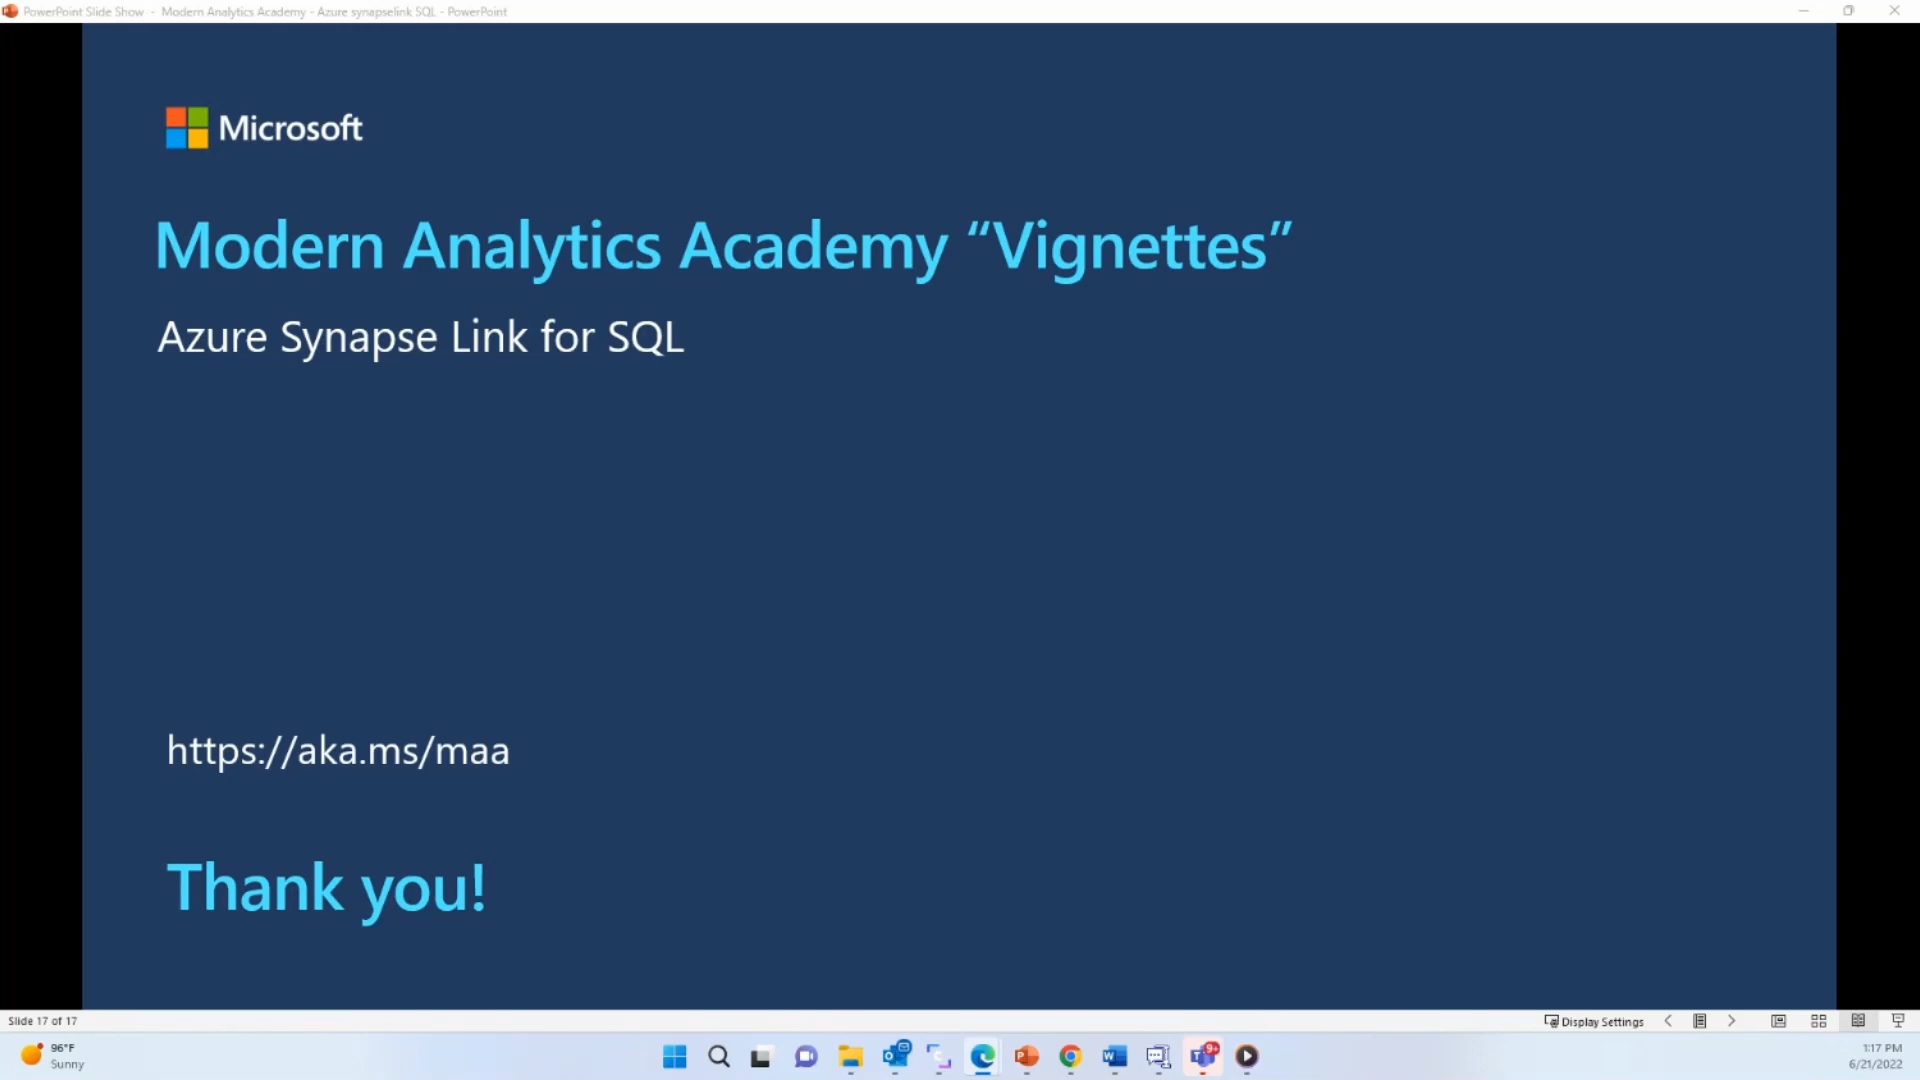 PowerPoint Slide Show - Modern Analytics Academy - Azure synapselink SQL - PowerPoint
Microsoft
Modern Analytics Academy “Vignettes”
Azure Synapse Link for SQL
https://aka.ms/maa
Thank you!
Slide 17 of 17
Display Settings
96°F
Sunny
9+
1:17 PM
6/21/2022